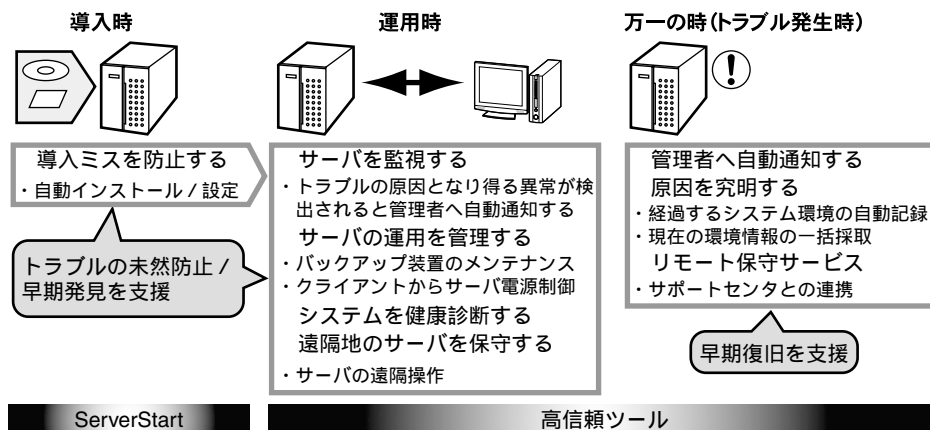 導入時
導入ミスを防止する
・自動インストール / 設定
トラブルの未然防止 /
早期発見を支援
運用時
サーバを監視する
・トラブルの原因となり得る異常が検
出されると管理者へ自動通知する
サーバの運用を管理する
・バックアップ装置のメンテナンス
・クライアントからサーバ電源制御
システムを健康診断する
遠隔地のサーバを保守する
・サーバの遠隔操作
万一の時(トラブル発生時)
管理者へ自動通知する
原因を究明する
・経過するシステム環境の自動記録
・現在の環境情報の一括採取
リモート保守サービス
・サポートセンタとの連携
早期復旧を支援
ServerStart
高信頼ツール